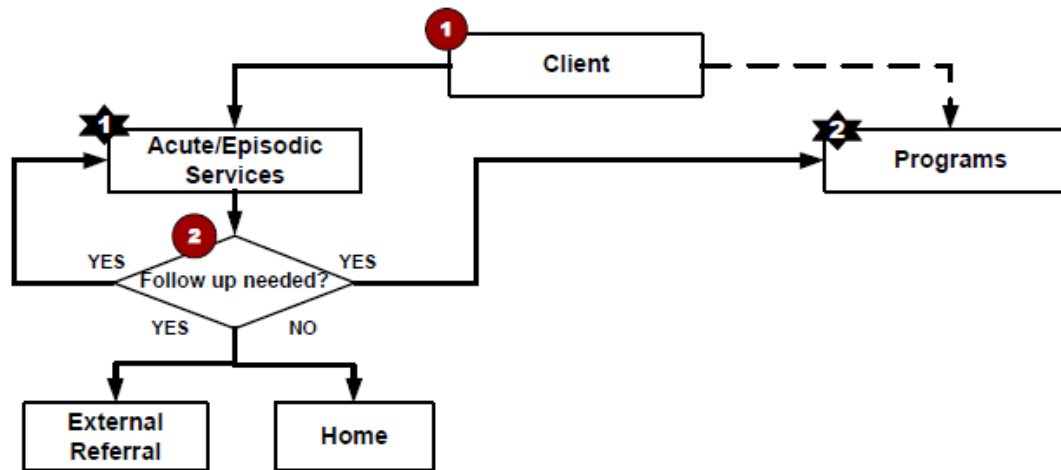 1
Client
1
Acute/Episodic
Services
2
Programs
2
YES
Follow up needed?
YES
YES
NO
External
Referral
Home